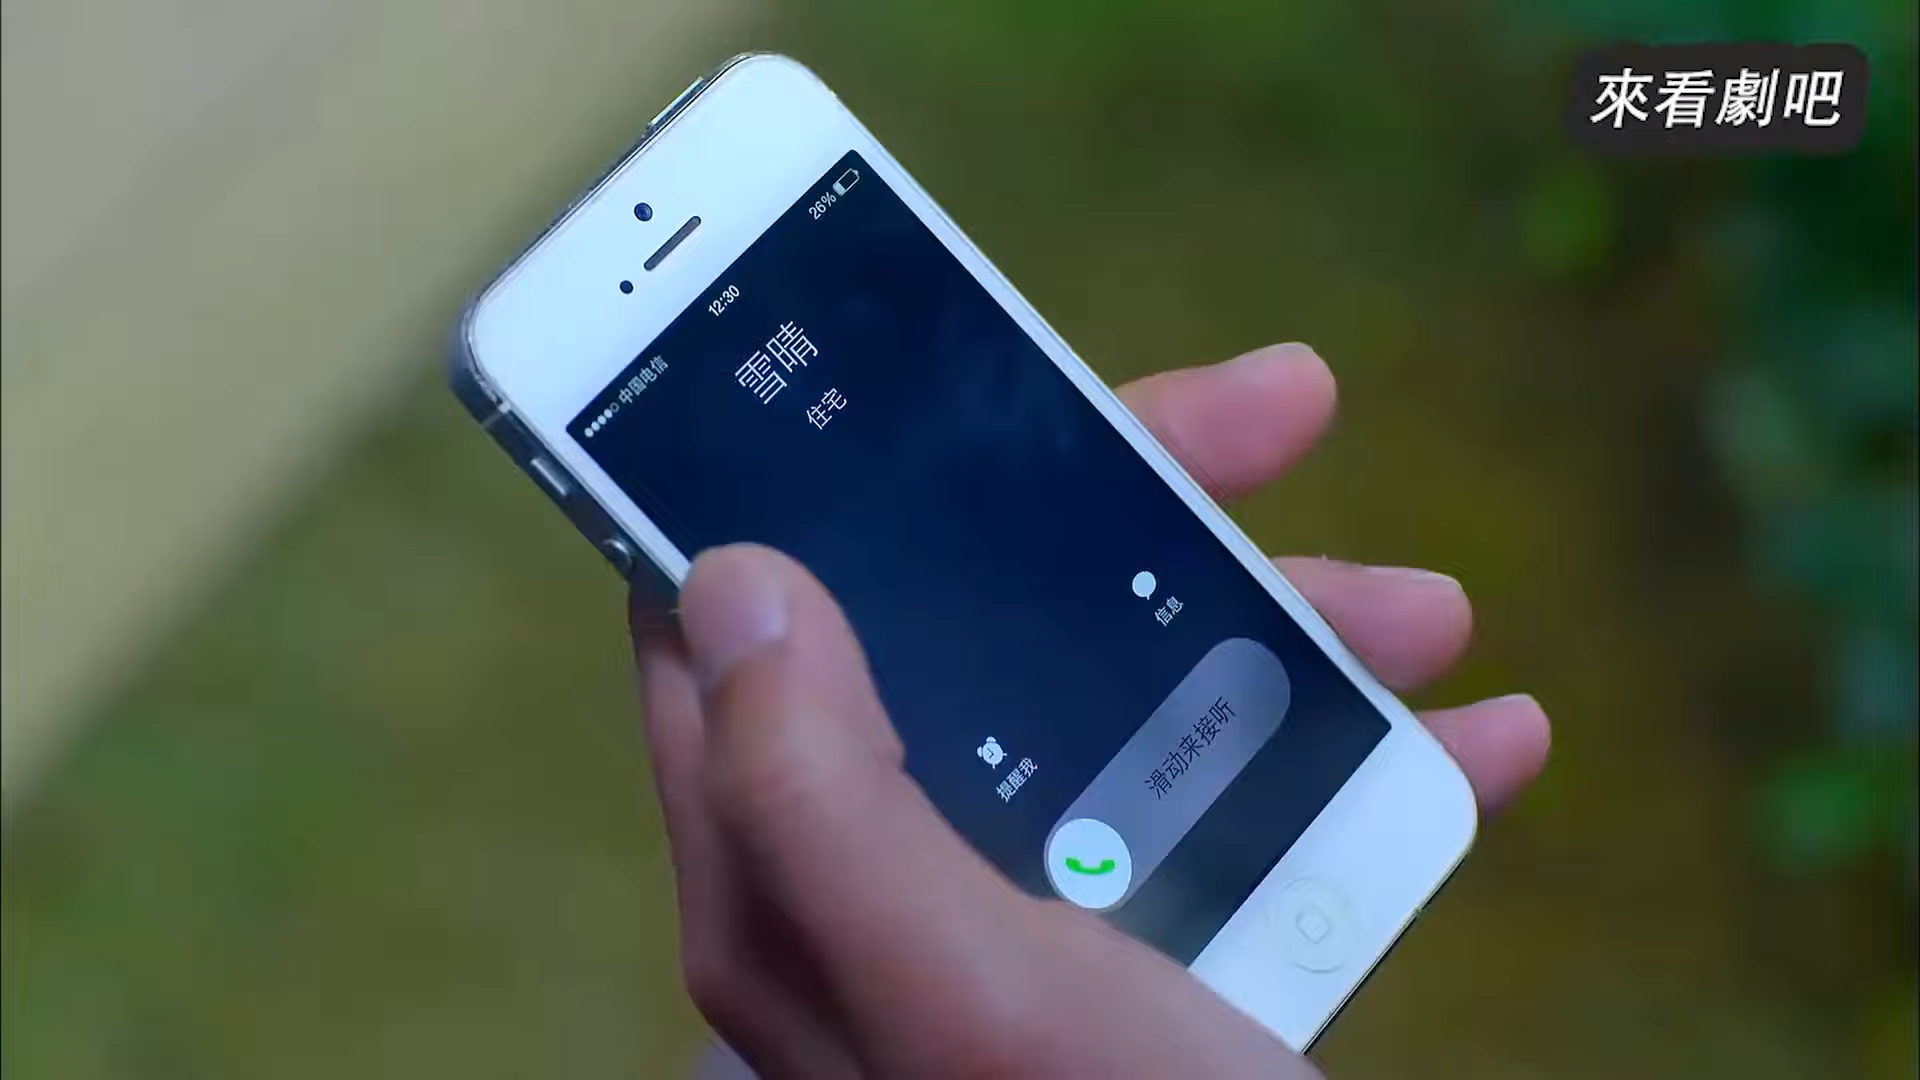 來看劇吧
中国电信 12:30 26%
雪晴
住宅
提醒我 信息
滑动来接听